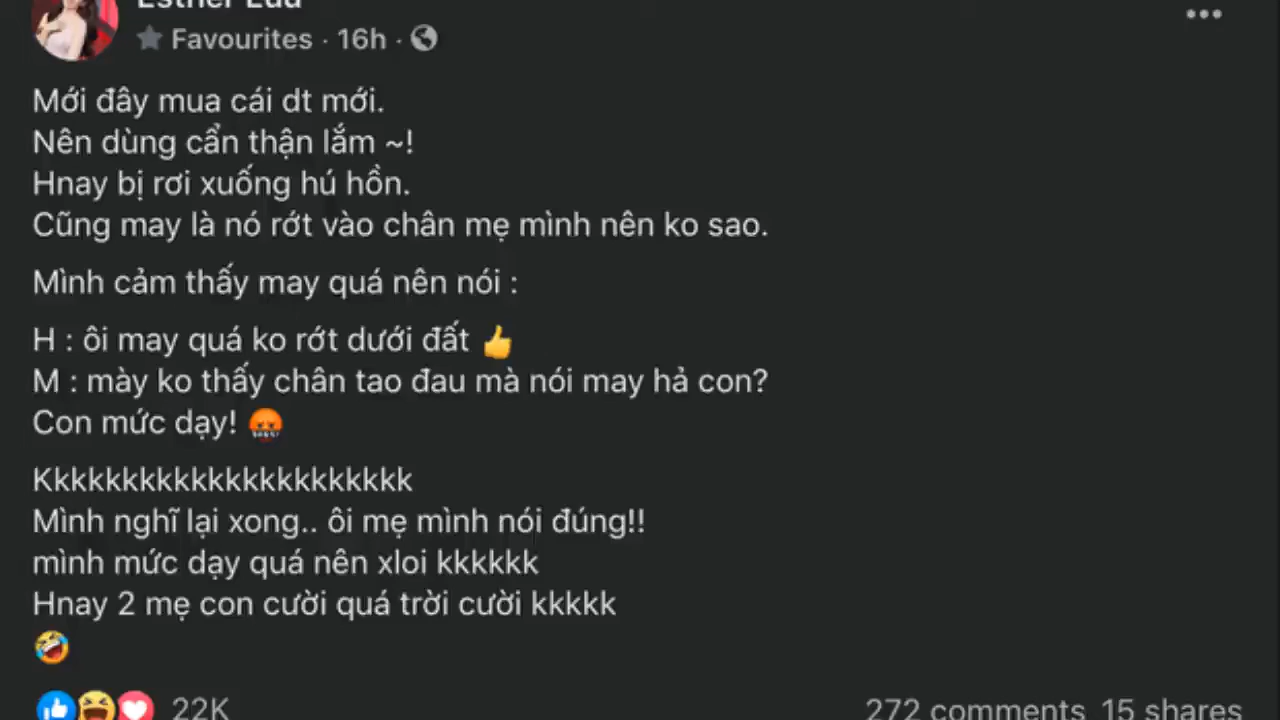 Esther Luu
Favourites · 16h ·
Mới đây mua cái dt mới.
Nên dùng cẩn thận lắm ~!
Hnay bị rơi xuống hú hồn.
Cũng may là nó rớt vào chân mẹ mình nên ko sao.
Mình cảm thấy may quá nên nói :
H : ôi may quá ko rớt dưới đất 👍
M : mày ko thấy chân tao đau mà nói may hả con?
Con mức dạy! 🤬
Kkkkkkkkkkkkkkkkkkkkkk
Mình nghĩ lại xong.. ôi mẹ mình nói đúng!!
mình mức dạy quá nên xloi kkkkkk
Hnay 2 mẹ con cười quá trời cười kkkkk
🤣
22K
272 comments 15 shares